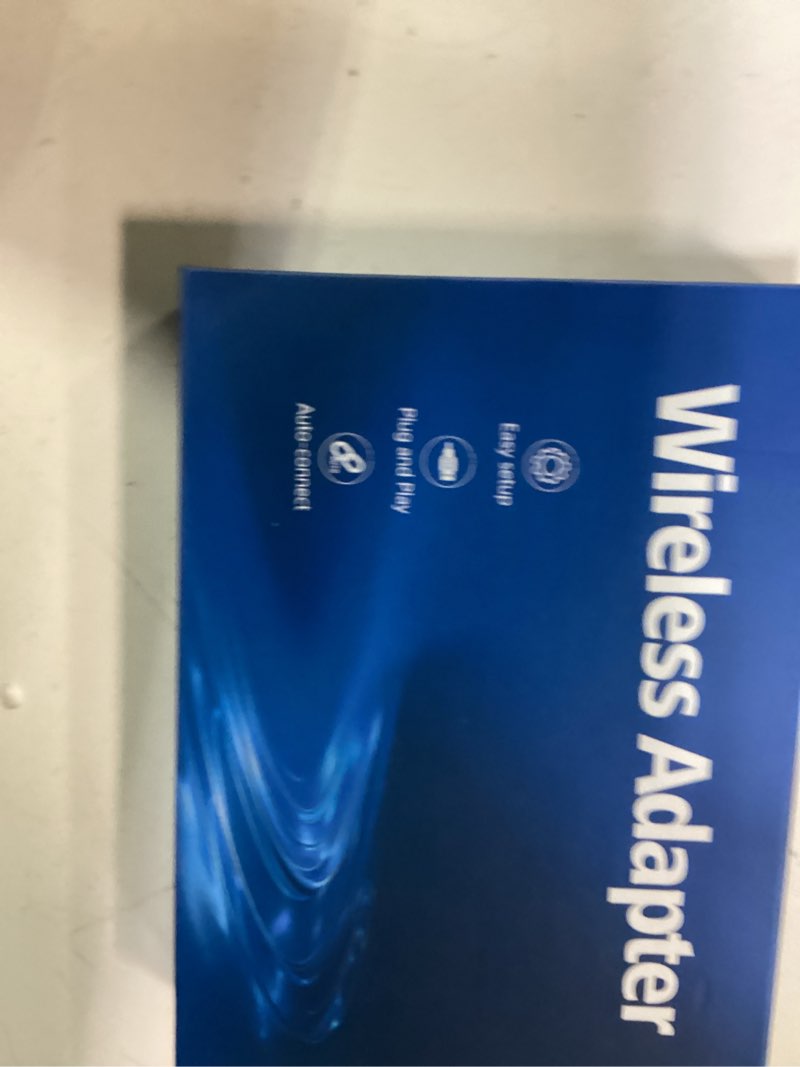 Wireless Adapter
Easy setup
Plug and Play
Auto-connect